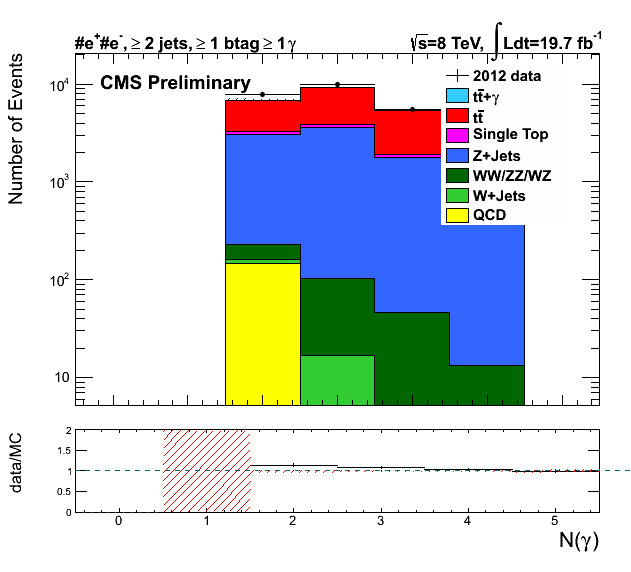 #e⁺#e⁻, ≥ 2 jets, ≥ 1 btag ≥ 1 γ
√s=8 TeV, ∫Ldt=19.7 fb⁻¹
CMS Preliminary
2012 data
tt̄+γ
tt̄
Single Top
Z+Jets
WW/ZZ/WZ
W+Jets
QCD
Number of Events
10⁴
10³
10²
10
data/MC
2
1.5
1
0.5
0
0 1 2 3 4 5
N(γ)